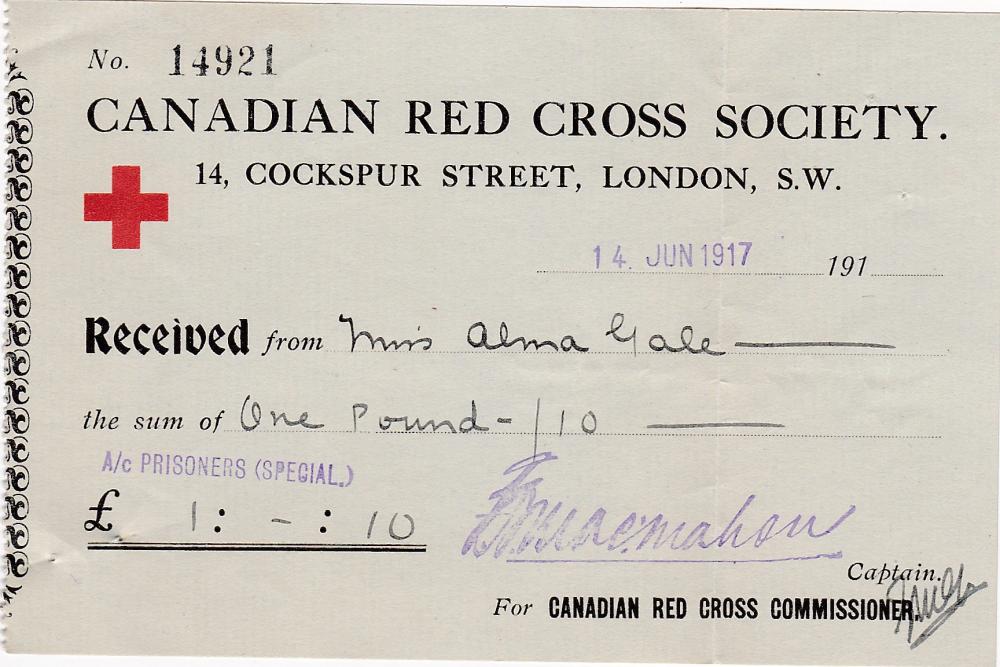 No. 14921
CANADIAN RED CROSS SOCIETY.
14, COCKSPUR STREET, LONDON, S.W.
14. JUN 1917 191
Received from Miss Alma Gale
the sum of One Pound - /10
A/c PRISONERS (SPECIAL.)
£ 1 : - : 10
Macmahon
Captain.
For CANADIAN RED CROSS COMMISSIONER.